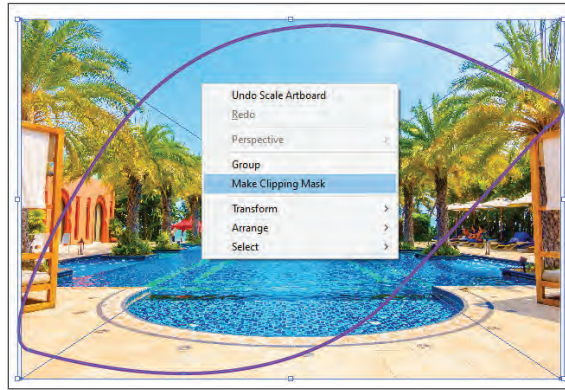 Undo Scale Artboard
Redo
Perspective
Group
Make Clipping Mask
Transform
Arrange
Select